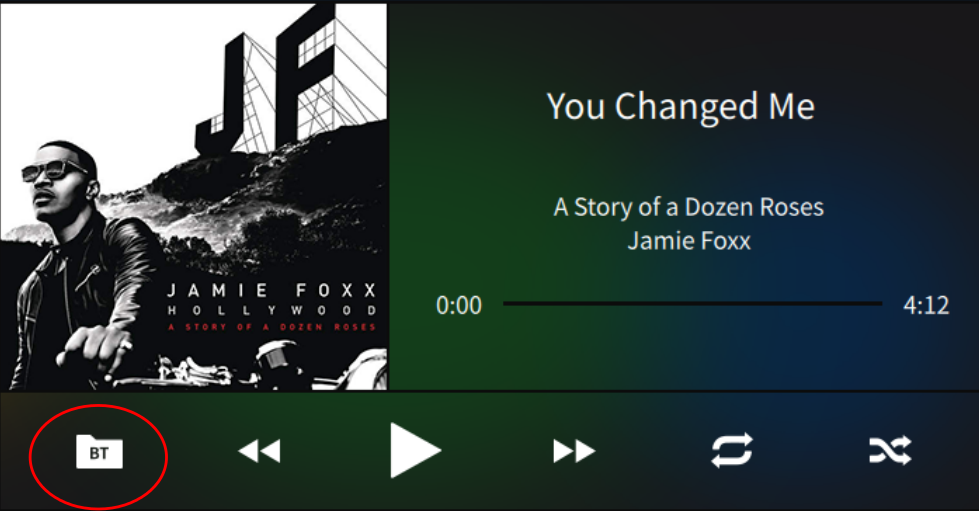 JF
JAMIE FOXX
HOLLYWOOD
A STORY OF A DOZEN ROSES
You Changed Me
A Story of a Dozen Roses
Jamie Foxx
0:00
4:12
BT